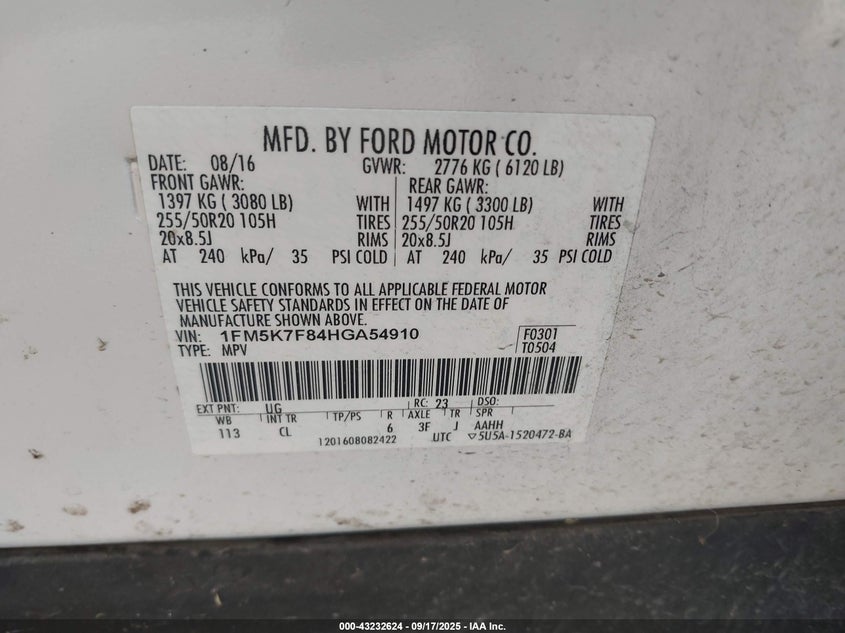 MFD. BY FORD MOTOR CO.
DATE: 08/16 GVWR: 2776 KG ( 6120 LB)
FRONT GAWR: REAR GAWR:
1397 KG ( 3080 LB) WITH 1497 KG ( 3300 LB) WITH
255/50R20 105H TIRES 255/50R20 105H TIRES
20x8.5J RIMS 20x8.5J RIMS
AT 240 kPa/ 35 PSI COLD AT 240 kPa/ 35 PSI COLD
THIS VEHICLE CONFORMS TO ALL APPLICABLE FEDERAL MOTOR
VEHICLE SAFETY STANDARDS IN EFFECT ON THE DATE OF
MANUFACTURE SHOWN ABOVE.
VIN: 1FM5K7F84HGA54910 F0301
TYPE: MPV T0504
EXT PNT: UG RC: 23 DSO:
WB INT TR TP/PS R AXLE TR SPR
113 CL 6 3F J AAHH
1201608082422 UTC ▽5U5A-1520472-BA
000-43232624 / 09/17/2025 - IAA Inc.